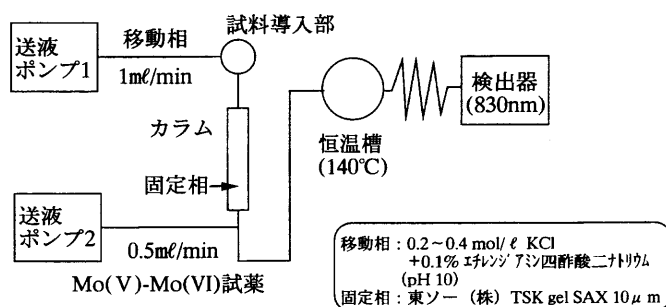 送液
ポンプ1
移動相
1mℓ/min
試料導入部
カラム
固定相
恒温槽
(140℃)
検出器
(830nm)
送液
ポンプ2
0.5mℓ/min
Mo(V)-Mo(VI)試薬
移動相：0.2～0.4 mol/ℓ KCl
+0.1% エチレンジアミン四酢酸二ナトリウム
(pH 10)
固定相：東ソー（株）TSK gel SAX 10μm